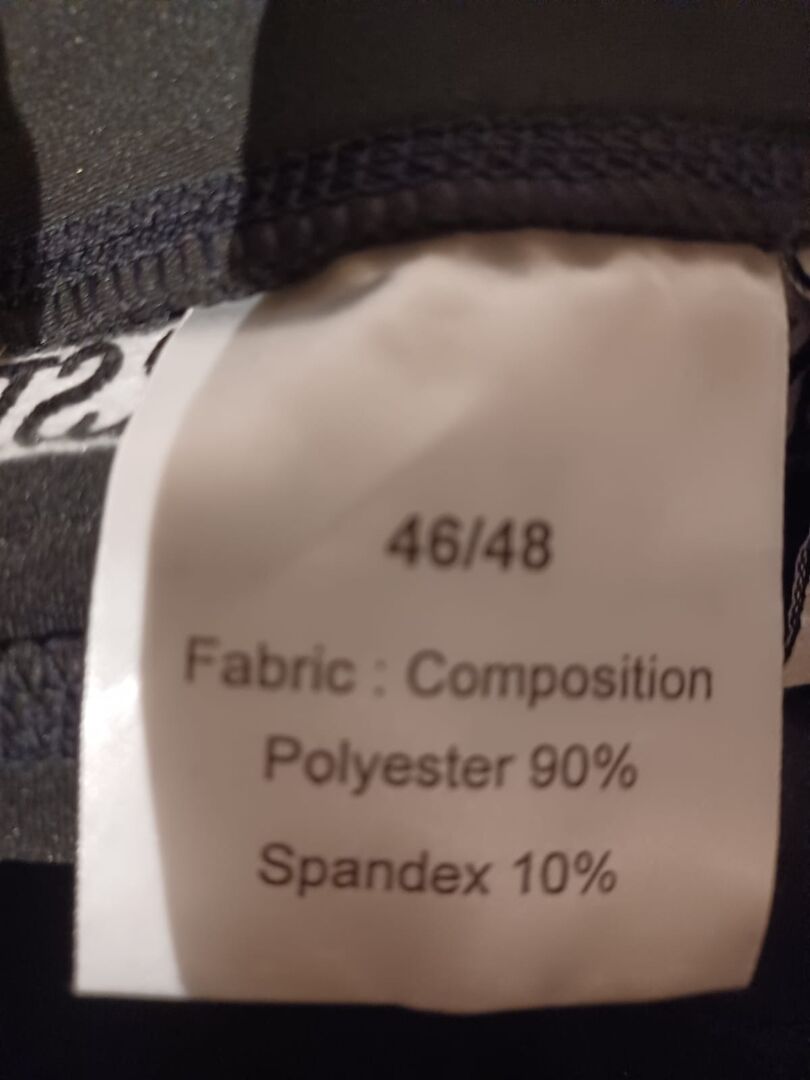 46/48
Fabric : Composition
Polyester 90%
Spandex 10%